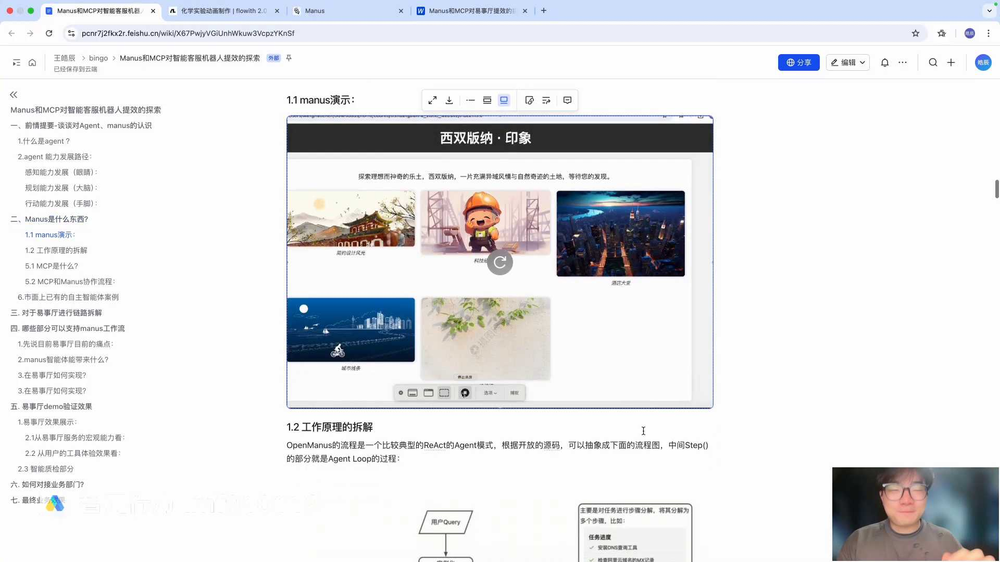 Manus和MCP对智能客服机器人
化学实验动画制作 | flowith 2.0
Manus
Manus和MCP对易事厅提效的
pcnr7j2fkx2r.feishu.cn/wiki/X67PwjyVGiUnhWkuw3VcpzYKnSf
王皓辰 > bingo > Manus和MCP对智能客服机器人提效的探索 外部
已经保存到云端
分享
编辑
皓辰
Manus和MCP对智能客服机器人提效的探索
一、前情提要-谈谈对Agent、manus的认识
1.什么是agent？
2.agent 能力发展路径：
感知能力发展（眼睛）：
规划能力发展（大脑）：
行动能力发展（手脚）：
二、Manus是什么东西?
1.1 manus演示：
1.2 工作原理的拆解
5.1 MCP是什么?
5.2 MCP和Manus协作流程：
6.市面上已有的自主智能体案例
三. 对于易事厅进行链路拆解
四. 哪些部分可以支持manus工作流
1.先说目前易事厅目前的痛点：
2.manus智能体能带来什么?
3.在易事厅如何实现?
3.在易事厅如何实现?
五. 易事厅demo验证效果
1.易事厅效果展示：
2.1从易事厅服务的宏观能力看：
2.2 从用户的工具体验效果看：
2.3 智能质检部分
六. 如何对接业务部门?
七. 最终业务效果
1.1 manus演示：
西双版纳 · 印象
探索理想而神奇的乐土，西双版纳，一片充满异域风情与自然奇迹的土地，等待您的发现。
简约设计风光
科技感
酒店大堂
城市线条
停止录屏
选项
捕捉
1.2 工作原理的拆解
OpenManus的流程是一个比较典型的ReAct的Agent模式，根据开放的源码，可以抽象成下面的流程图，中间Step()
的部分就是Agent Loop的过程：
用户Query
主要是对任务进行步骤分解，将其分解为
多个步骤，比如：
任务进度
✓ 安装DNS查询工具
✓ 检查阿里云域名的MX记录